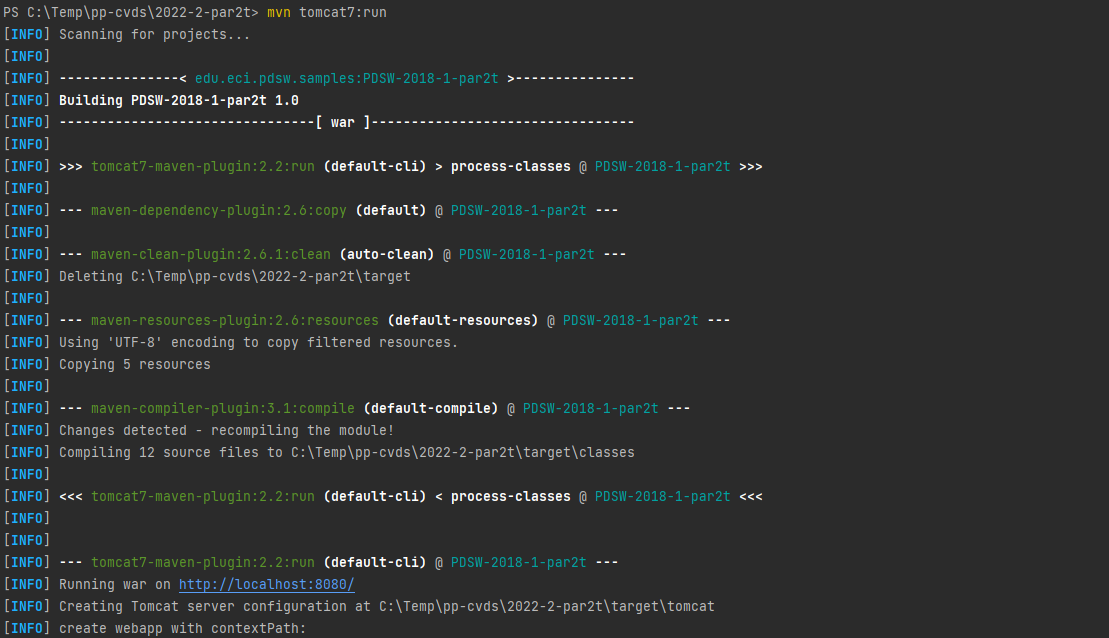 PS C:\Temp\pp-cvds\2022-2-par2t> mvn tomcat7:run
[INFO] Scanning for projects...
[INFO]
[INFO] ---------------< edu.eci.pdsw.samples:PDSW-2018-1-par2t >---------------
[INFO] Building PDSW-2018-1-par2t 1.0
[INFO] --------------------------------[ war ]---------------------------------
[INFO]
[INFO] >>> tomcat7-maven-plugin:2.2:run (default-cli) > process-classes @ PDSW-2018-1-par2t >>>
[INFO]
[INFO] --- maven-dependency-plugin:2.6:copy (default) @ PDSW-2018-1-par2t ---
[INFO]
[INFO] --- maven-clean-plugin:2.6.1:clean (auto-clean) @ PDSW-2018-1-par2t ---
[INFO] Deleting C:\Temp\pp-cvds\2022-2-par2t\target
[INFO]
[INFO] --- maven-resources-plugin:2.6:resources (default-resources) @ PDSW-2018-1-par2t ---
[INFO] Using 'UTF-8' encoding to copy filtered resources.
[INFO] Copying 5 resources
[INFO]
[INFO] --- maven-compiler-plugin:3.1:compile (default-compile) @ PDSW-2018-1-par2t ---
[INFO] Changes detected - recompiling the module!
[INFO] Compiling 12 source files to C:\Temp\pp-cvds\2022-2-par2t\target\classes
[INFO]
[INFO] <<< tomcat7-maven-plugin:2.2:run (default-cli) < process-classes @ PDSW-2018-1-par2t <<<
[INFO]
[INFO]
[INFO] --- tomcat7-maven-plugin:2.2:run (default-cli) @ PDSW-2018-1-par2t ---
[INFO] Running war on http://localhost:8080/
[INFO] Creating Tomcat server configuration at C:\Temp\pp-cvds\2022-2-par2t\target\tomcat
[INFO] create webapp with contextPath: